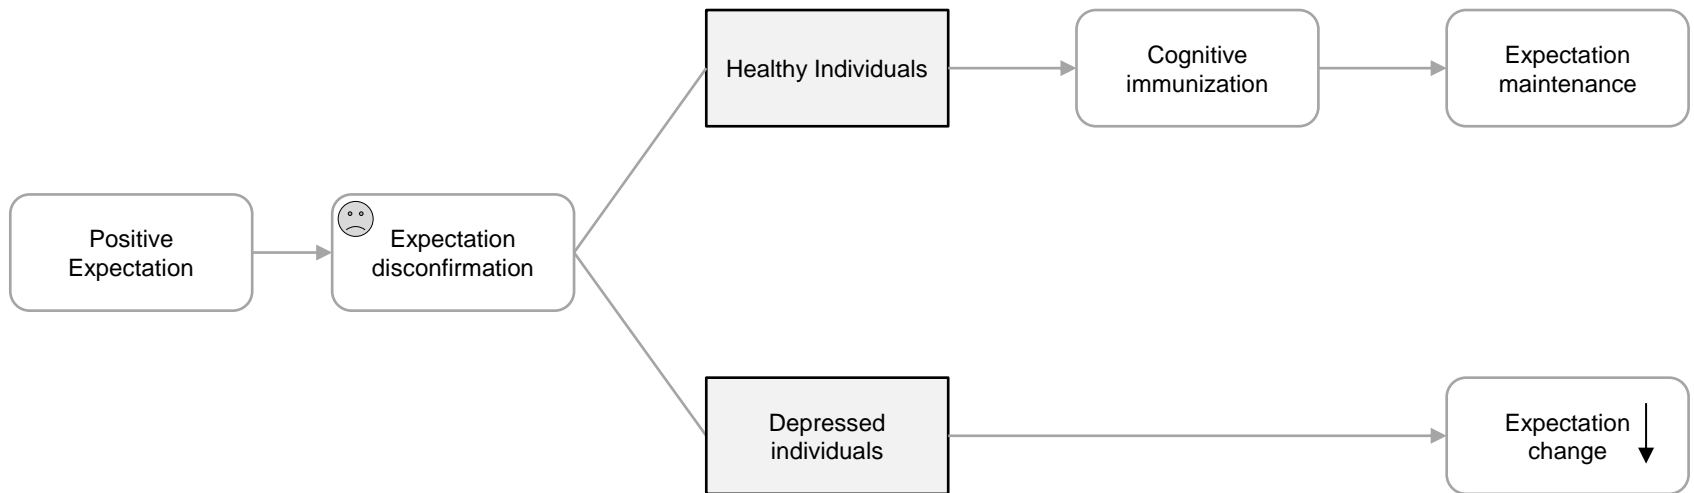 Healthy Individuals
Cognitive
immunization
Expectation
maintenance
Positive
Expectation
Expectation
disconfirmation
Depressed
individuals
Expectation
change